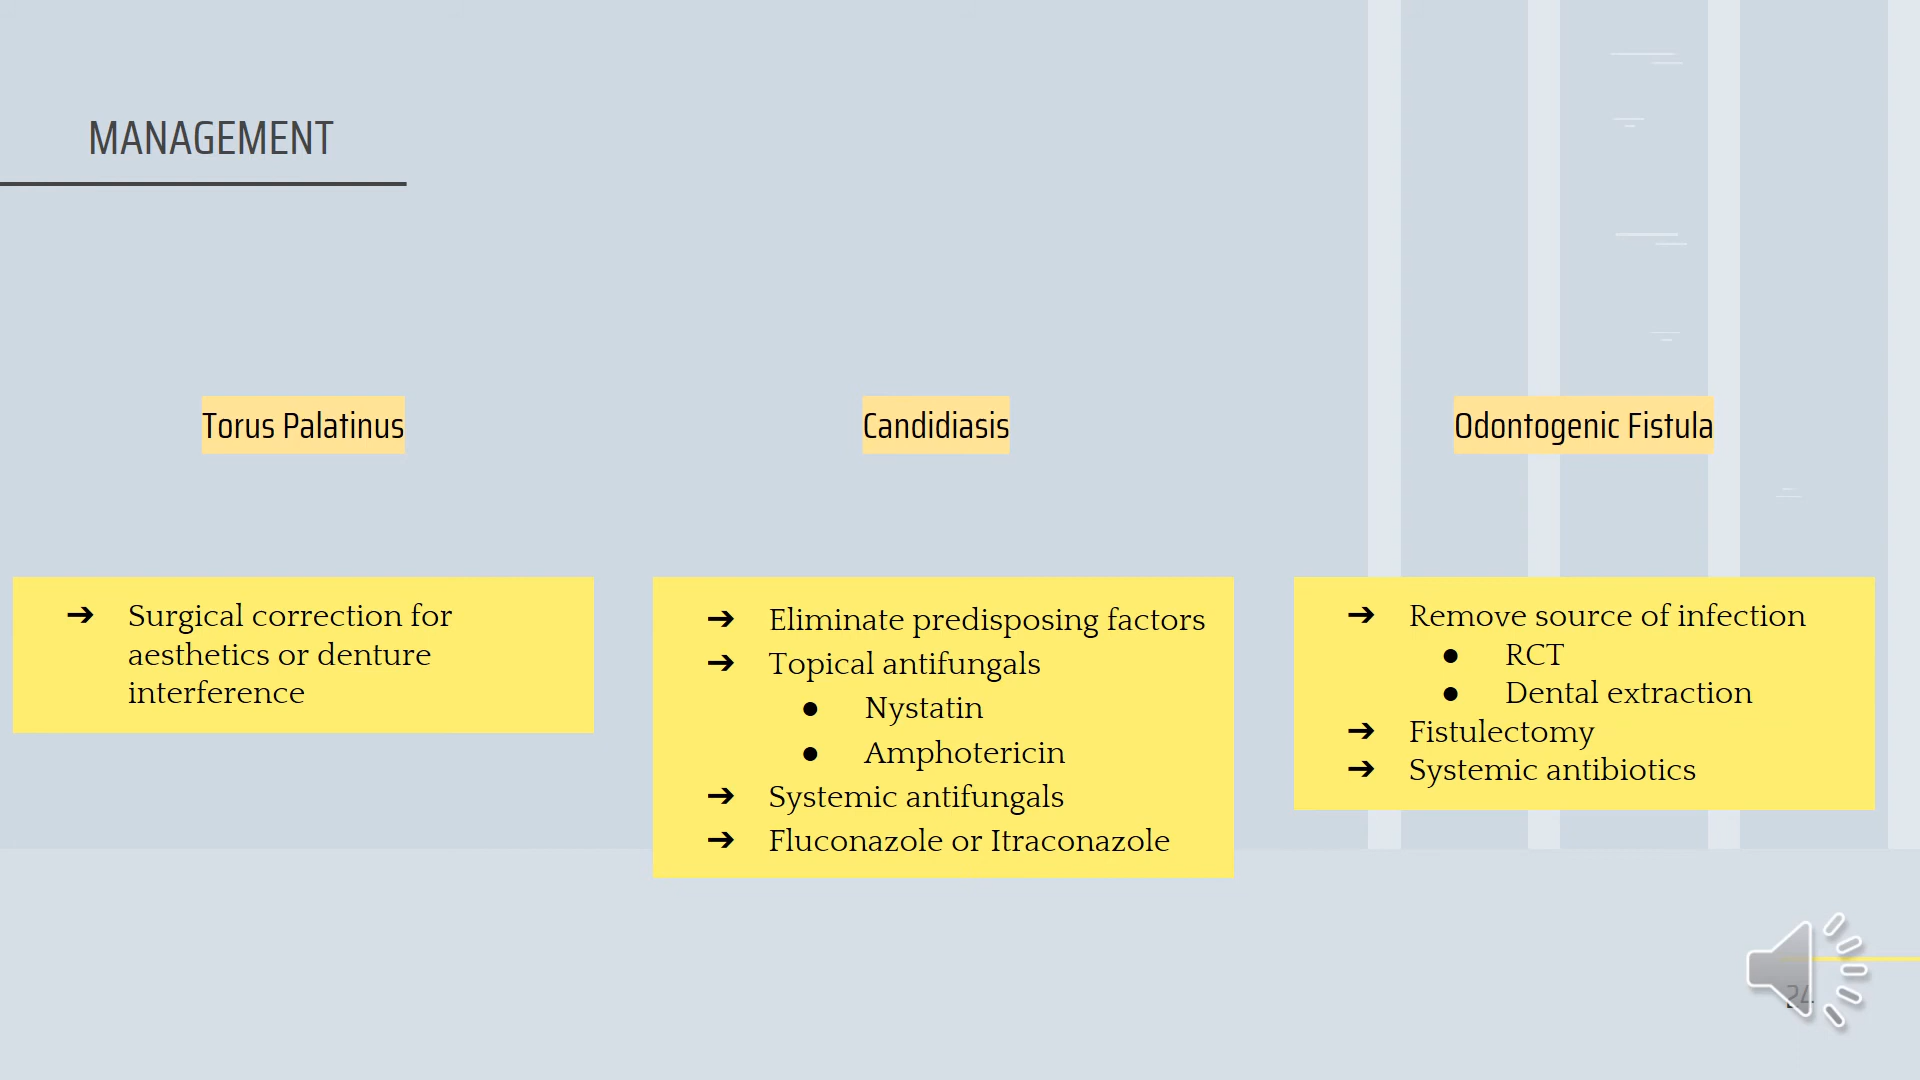 MANAGEMENT
Torus Palatinus
➔ Surgical correction for
aesthetics or denture
interference
Candidiasis
➔ Eliminate predisposing factors
➔ Topical antifungals
● Nystatin
● Amphotericin
➔ Systemic antifungals
➔ Fluconazole or Itraconazole
Odontogenic Fistula
➔ Remove source of infection
● RCT
● Dental extraction
➔ Fistulectomy
➔ Systemic antibiotics
24